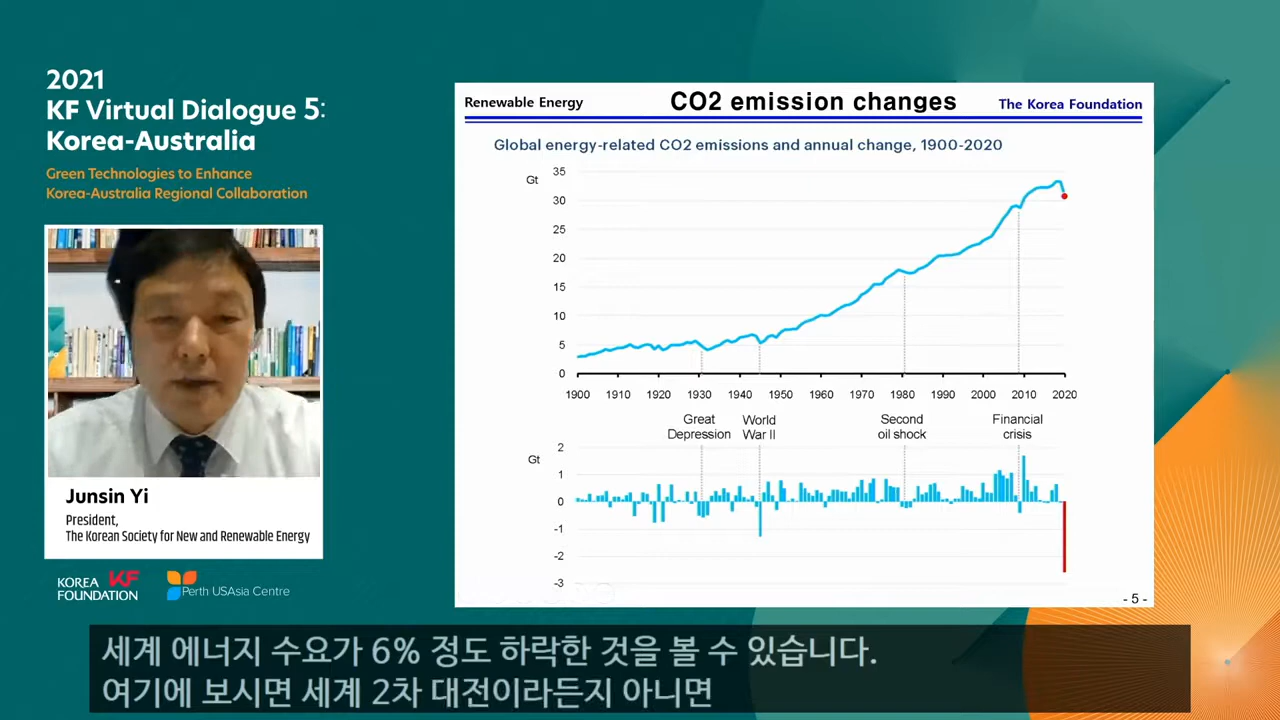 2021
KF Virtual Dialogue 5:
Korea-Australia
Green Technologies to Enhance
Korea-Australia Regional Collaboration
Junsin Yi
President,
The Korean Society for New and Renewable Energy
KOREA KF
FOUNDATION
Perth USAsia Centre
Renewable Energy
CO2 emission changes
The Korea Foundation
Global energy-related CO2 emissions and annual change, 1900-2020
Gt
35
30
25
20
15
10
5
0
1900 1910 1920 1930 1940 1950 1960 1970 1980 1990 2000 2010 2020
Great World Second Financial
Depression War II oil shock crisis
Gt
2
1
0
-1
-2
-3
- 5 -
세계 에너지 수요가 6% 정도 하락한 것을 볼 수 있습니다.
여기에 보시면 세계 2차 대전이라든지 아니면